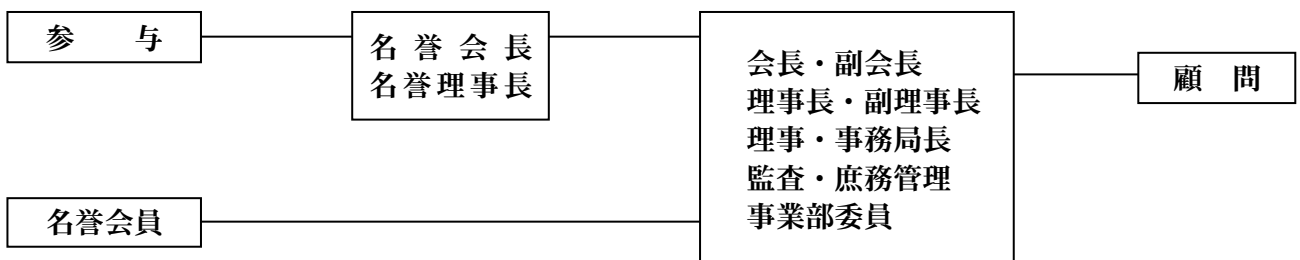 参　与
名誉会長
名誉理事長
会長・副会長
理事長・副理事長
理事・事務局長
監査・庶務管理
事業部委員
顧　問
名誉会員